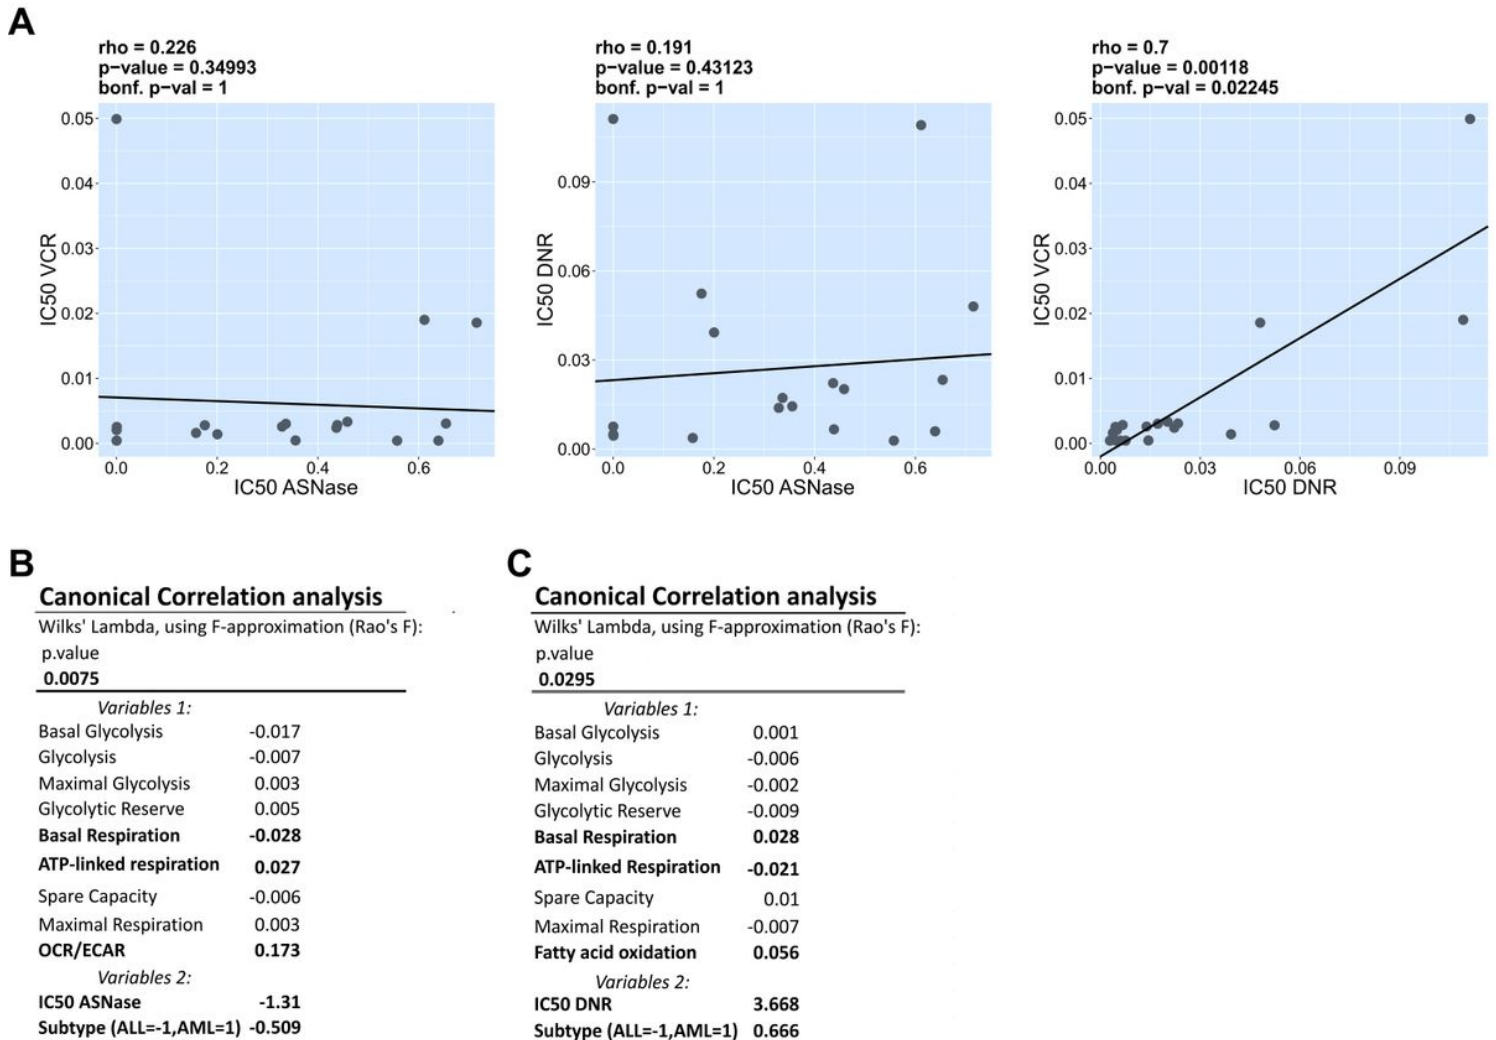 A
rho = 0.226
p−value = 0.34993
bonf. p−val = 1
0.05
0.04
0.03
0.02
0.01
0.00
IC50 VCR
0.0 0.2 0.4 0.6
IC50 ASNase
rho = 0.191
p−value = 0.43123
bonf. p−val = 1
0.09
0.06
0.03
0.00
IC50 DNR
0.0 0.2 0.4 0.6
IC50 ASNase
rho = 0.7
p−value = 0.00118
bonf. p−val = 0.02245
0.05
0.04
0.03
0.02
0.01
0.00
IC50 VCR
0.00 0.03 0.06 0.09
IC50 DNR
B
Canonical Correlation analysis
Wilks' Lambda, using F-approximation (Rao's F):
p.value
0.0075
Variables 1:
Basal Glycolysis -0.017
Glycolysis -0.007
Maximal Glycolysis 0.003
Glycolytic Reserve 0.005
Basal Respiration -0.028
ATP-linked respiration 0.027
Spare Capacity -0.006
Maximal Respiration 0.003
OCR/ECAR 0.173
Variables 2:
IC50 ASNase -1.31
Subtype (ALL=-1,AML=1) -0.509
C
Canonical Correlation analysis
Wilks' Lambda, using F-approximation (Rao's F):
p.value
0.0295
Variables 1:
Basal Glycolysis 0.001
Glycolysis -0.006
Maximal Glycolysis -0.002
Glycolytic Reserve -0.009
Basal Respiration 0.028
ATP-linked Respiration -0.021
Spare Capacity 0.01
Maximal Respiration -0.007
Fatty acid oxidation 0.056
Variables 2:
IC50 DNR 3.668
Subtype (ALL=-1,AML=1) 0.666